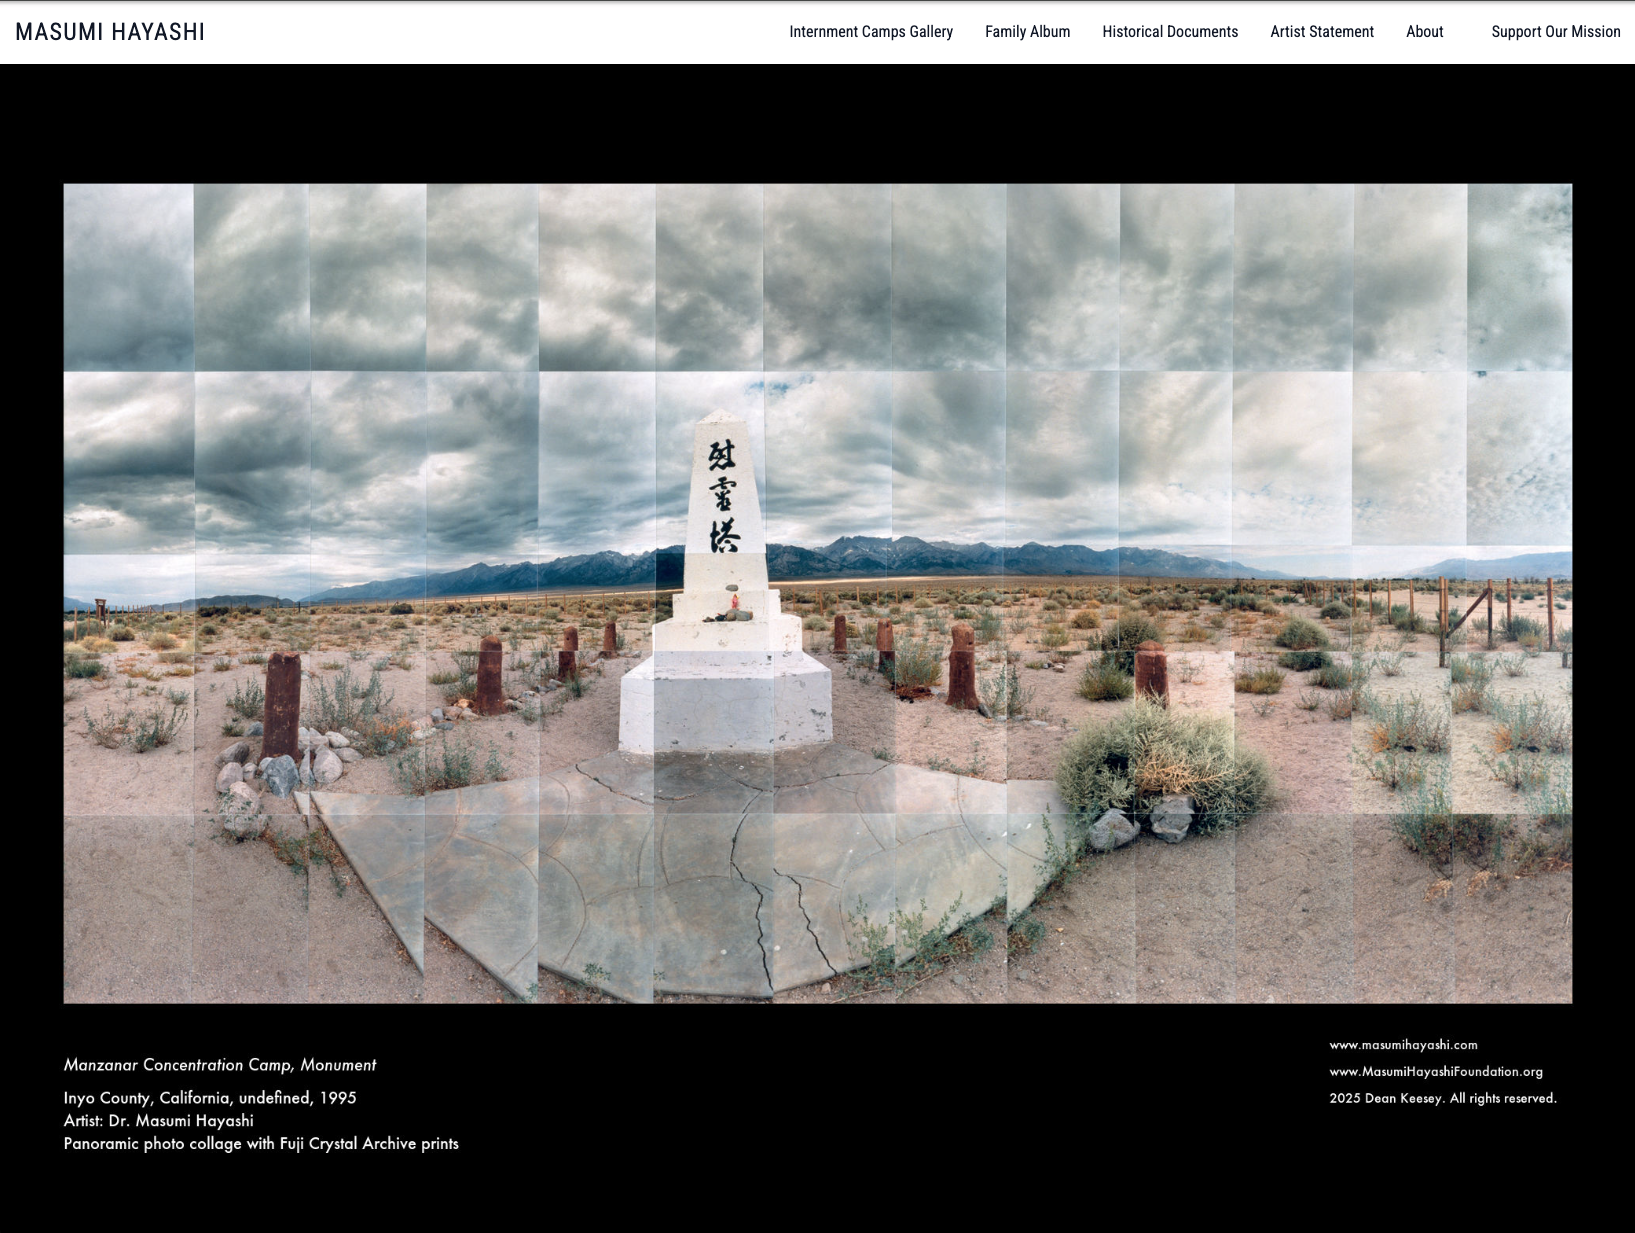 MASUMI HAYASHI
Internment Camps Gallery
Family Album
Historical Documents
Artist Statement
About
Support Our Mission
慰
霊
塔
Manzanar Concentration Camp, Monument
Inyo County, California, undefined, 1995
Artist: Dr. Masumi Hayashi
Panoramic photo collage with Fuji Crystal Archive prints
www.masumihayashi.com
www.MasumiHayashiFoundation.org
2025 Dean Keesey. All rights reserved.